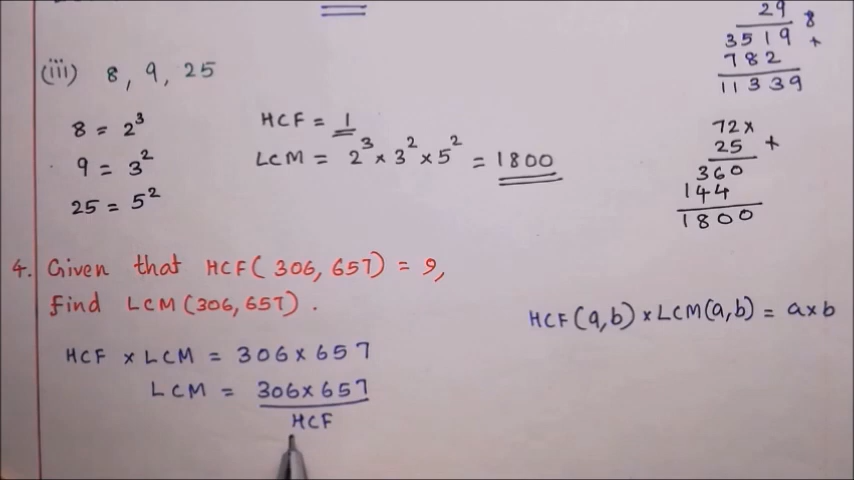 29 8
3519 +
782
11339
(iii) 8, 9, 25
8 = 2³
9 = 3²
25 = 5²
HCF = 1
LCM = 2³ × 3² × 5² = 1800
72×
25 +
360
144
1800
4. Given that HCF(306, 657) = 9,
find LCM(306, 657).
HCF(a,b) × LCM(a,b) = a×b
HCF × LCM = 306 × 657
LCM = 306 × 657
HCF